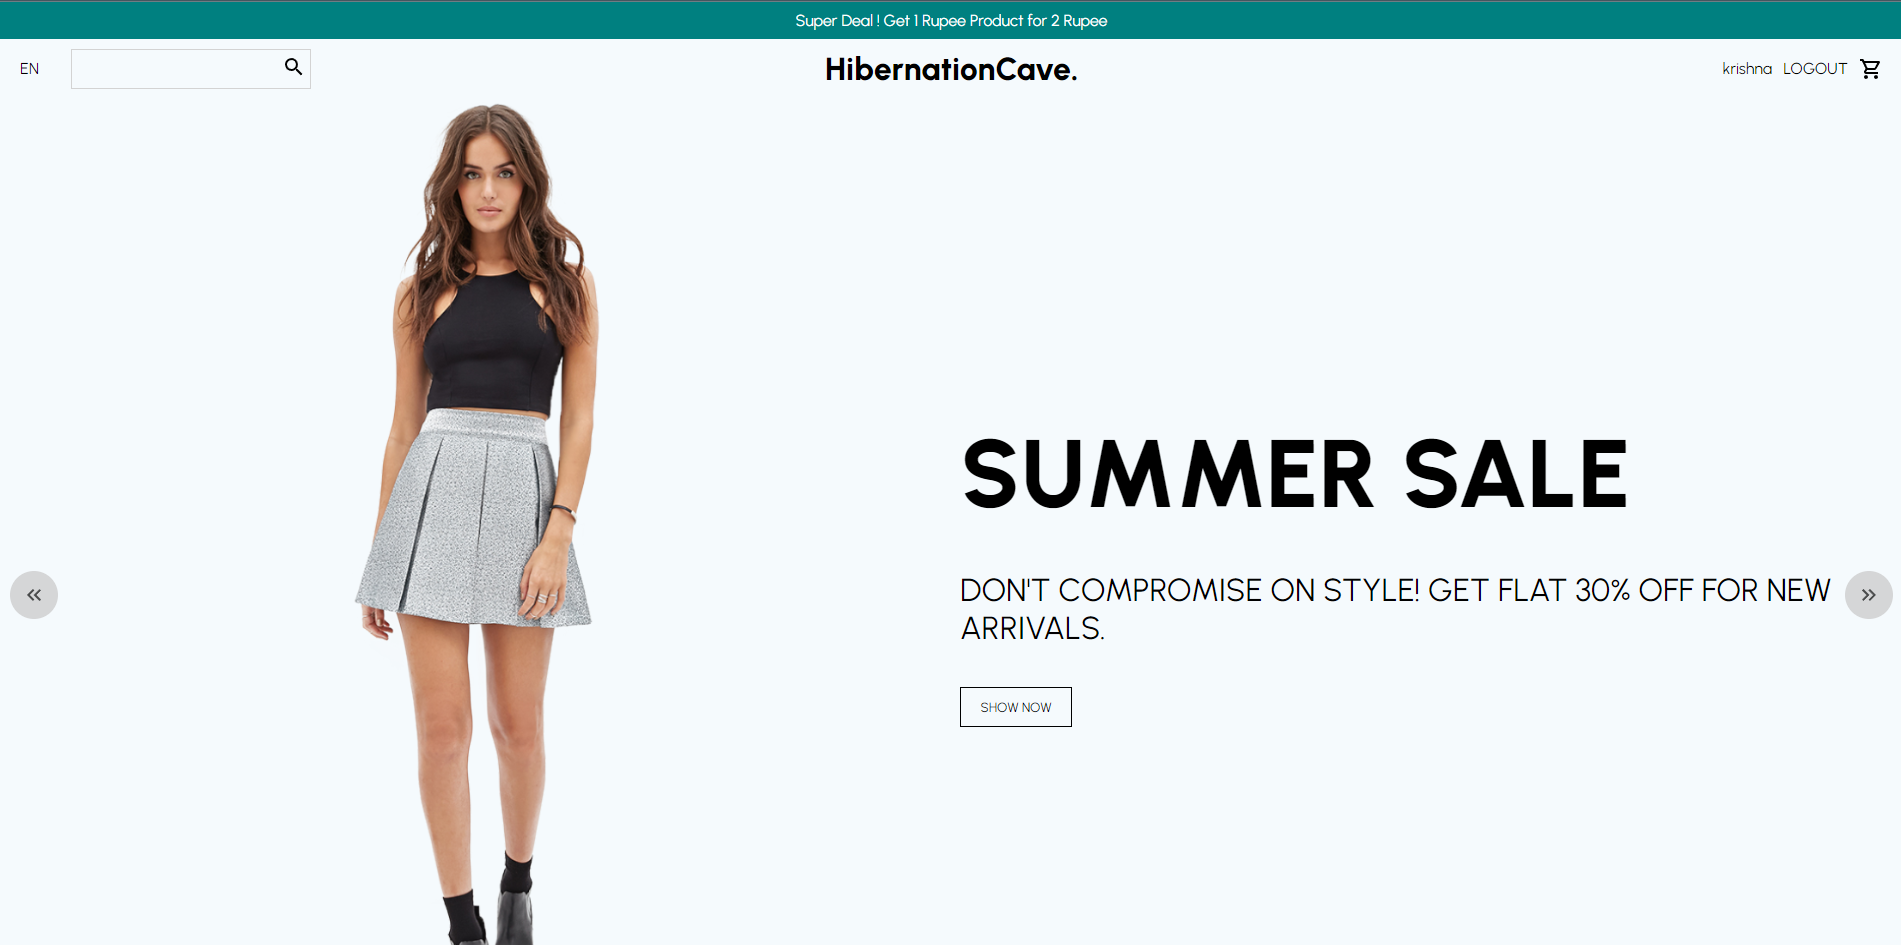 Super Deal ! Get 1 Rupee Product for 2 Rupee
EN
HibernationCave.
krishna LOGOUT
SUMMER SALE
DON'T COMPROMISE ON STYLE! GET FLAT 30% OFF FOR NEW
ARRIVALS.
SHOW NOW